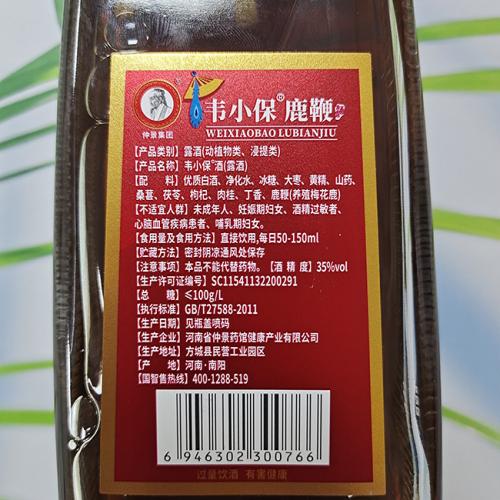 仲景集团
韦小保®鹿鞭酒
WEIXIAOBAO LUBIANJIU
【产品类别】露酒(动植物类、浸提类)
【产品名称】韦小保®酒(露酒)
【配 料】优质白酒、净化水、冰糖、大枣、黄精、山药、
桑葚、茯苓、枸杞、肉桂、丁香、鹿鞭(养殖梅花鹿)
【不适宜人群】未成年人、妊娠期妇女、酒精过敏者、
心脑血管疾病患者、哺乳期妇女。
【食用量及食用方法】直接饮用,每日50-150ml
【贮藏方法】密封阴凉通风处保存
【注意事项】本品不能代替药物。【酒 精 度】35%vol
【生产许可证编号】SC11541132200291
【总 糖】≤100g/L
【执行标准】GB/T27588-2011
【生产日期】见瓶盖喷码
【生产企业】河南省仲景药馆健康产业有限公司
【生产地址】方城县民营工业园区
【产 地】河南·南阳
【国智售热线】400-1288-519
6 946302 300766
过量饮酒 有害健康